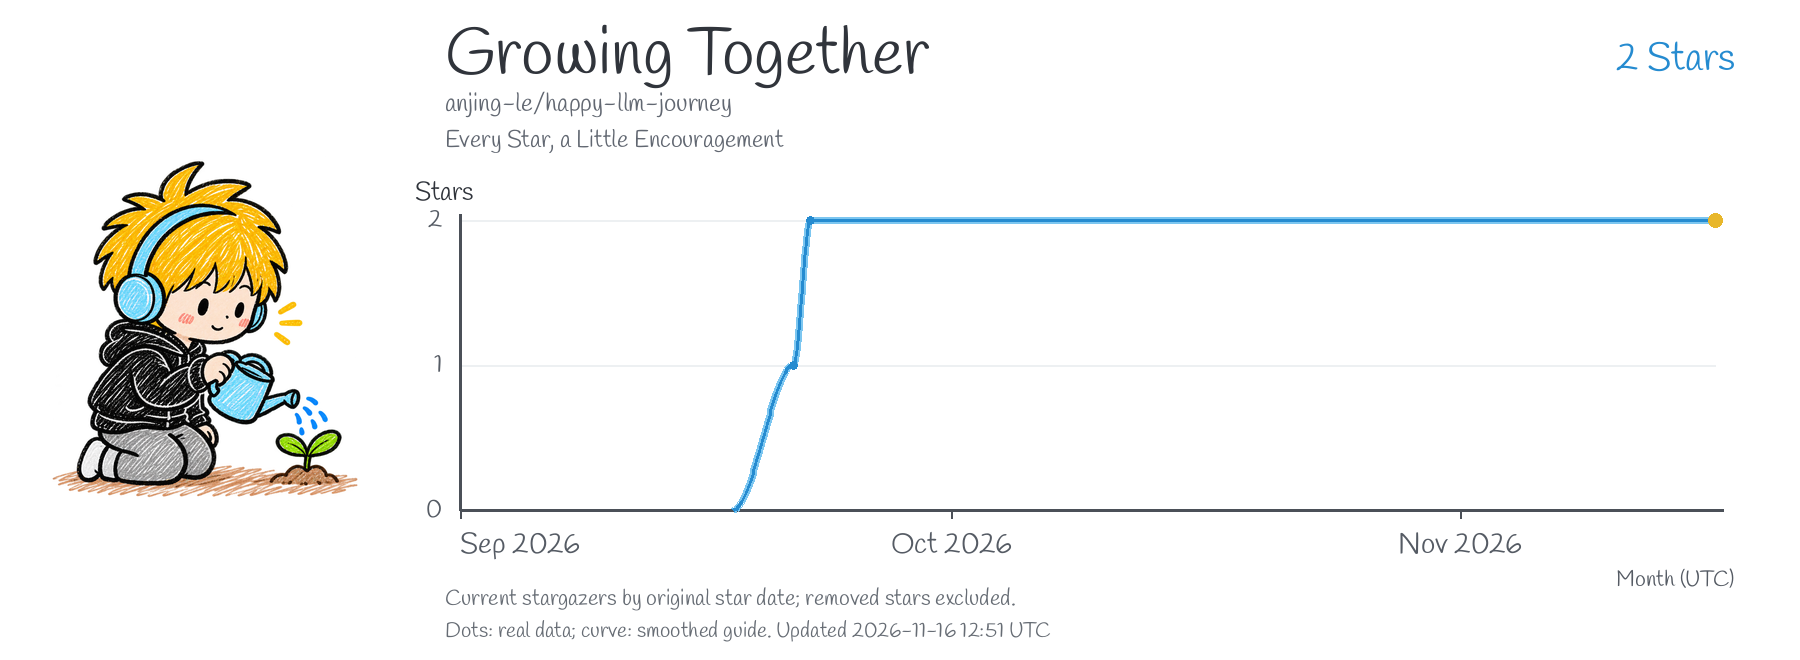 Growing Together
2 Stars
anjing-le/happy-llm-journey
Every Star, a Little Encouragement
Stars
2
1
0
Sep 2026
Oct 2026
Nov 2026
Month (UTC)
Current stargazers by original star date; removed stars excluded.
Dots: real data; curve: smoothed guide. Updated 2026-11-16 12:51 UTC